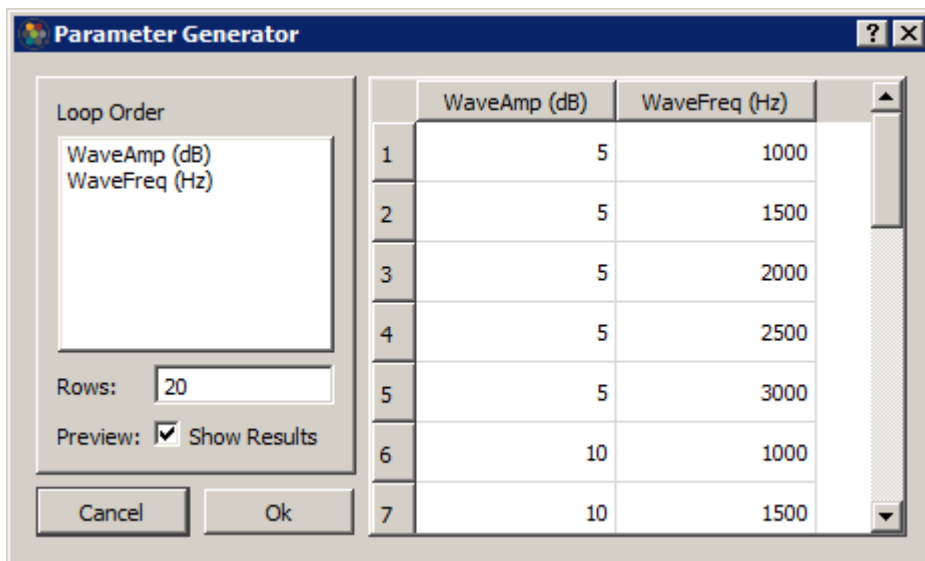 Parameter Generator
Loop Order
WaveAmp (dB)
WaveFreq (Hz)
Rows: 20
Preview: Show Results
Cancel Ok
WaveAmp (dB) WaveFreq (Hz)
1 5 1000
2 5 1500
3 5 2000
4 5 2500
5 5 3000
6 10 1000
7 10 1500